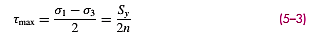 τmax = (σ1 − σ3)/2 = Sy/2n (5–3)